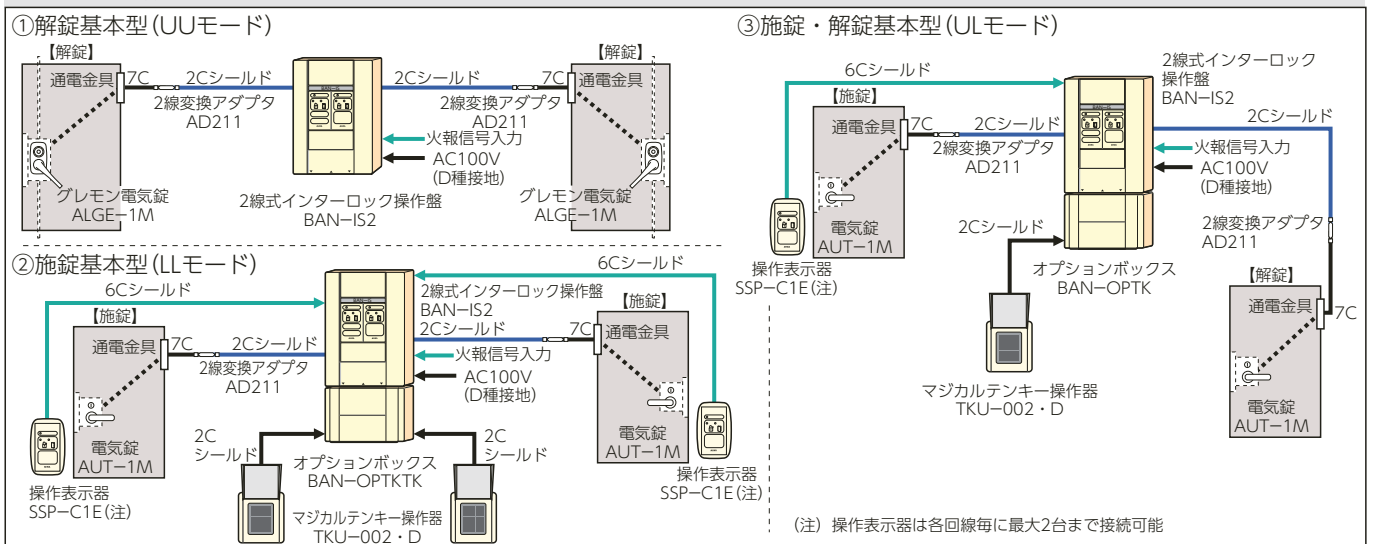 ①解錠基本型(UUモード)
【解錠】
通電金具
7C
2Cシールド
2線変換アダプタ
AD211
グレモン電気錠
ALGE−1M
BAN−IS
2線式インターロック操作盤
BAN−IS2
2Cシールド
7C
2線変換アダプタ
AD211
火報信号入力
AC100V
(D種接地)
【解錠】
通電金具
グレモン電気錠
ALGE−1M
②施錠基本型(LLモード)
6Cシールド
【施錠】
通電金具
7C
2Cシールド
2線変換アダプタ
AD211
電気錠
AUT−1M
操作表示器
SSP−C1E(注)
BAN−IS
6Cシールド
2線式インターロック操作盤
BAN−IS2
2Cシールド
7C
火報信号入力
AC100V
(D種接地)
【施錠】
通電金具
電気錠
AUT−1M
操作表示器
SSP−C1E(注)
2C
シールド
オプションボックス
BAN−OPTKTK
2C
シールド
マジカルテンキー操作器
TKU−002・D
③施錠・解錠基本型(ULモード)
6Cシールド
【施錠】
通電金具
7C
2線変換アダプタ
AD211
電気錠
AUT−1M
操作表示器
SSP−C1E(注)
BAN−IS
2線式インターロック
操作盤
BAN−IS2
2Cシールド
火報信号入力
AC100V
(D種接地)
2Cシールド
オプションボックス
BAN−OPTK
マジカルテンキー操作器
TKU−002・D
2線変換アダプタ
AD211
【解錠】
通電金具
7C
電気錠
AUT−1M
(注) 操作表示器は各回線毎に最大2台まで接続可能